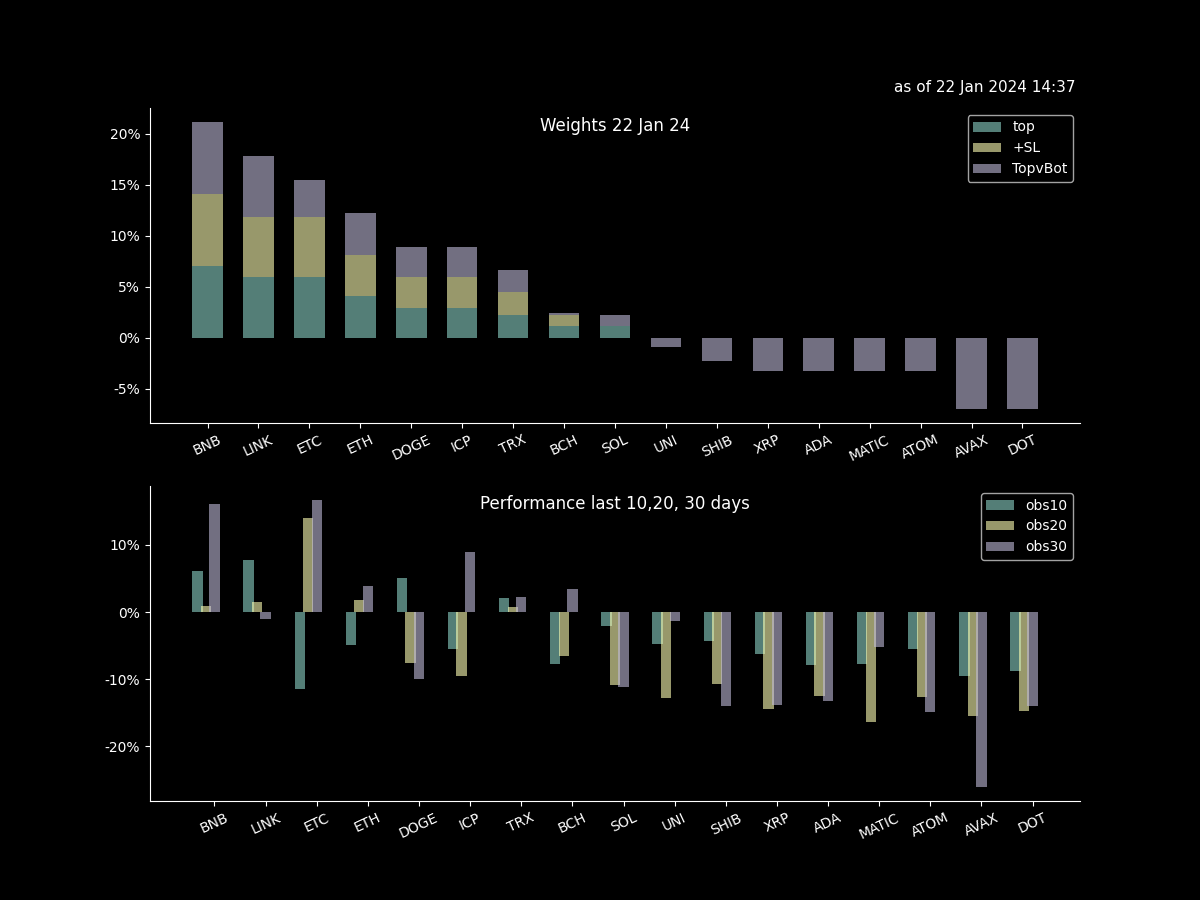 as of 22 Jan 2024 14:37
Weights 22 Jan 24
top
+SL
TopvBot
20%
15%
10%
5%
0%
-5%
BNB LINK ETC ETH DOGE ICP TRX BCH SOL UNI SHIB XRP ADA MATIC ATOM AVAX DOT
Performance last 10,20, 30 days
obs10
obs20
obs30
10%
0%
-10%
-20%
BNB LINK ETC ETH DOGE ICP TRX BCH SOL UNI SHIB XRP ADA MATIC ATOM AVAX DOT